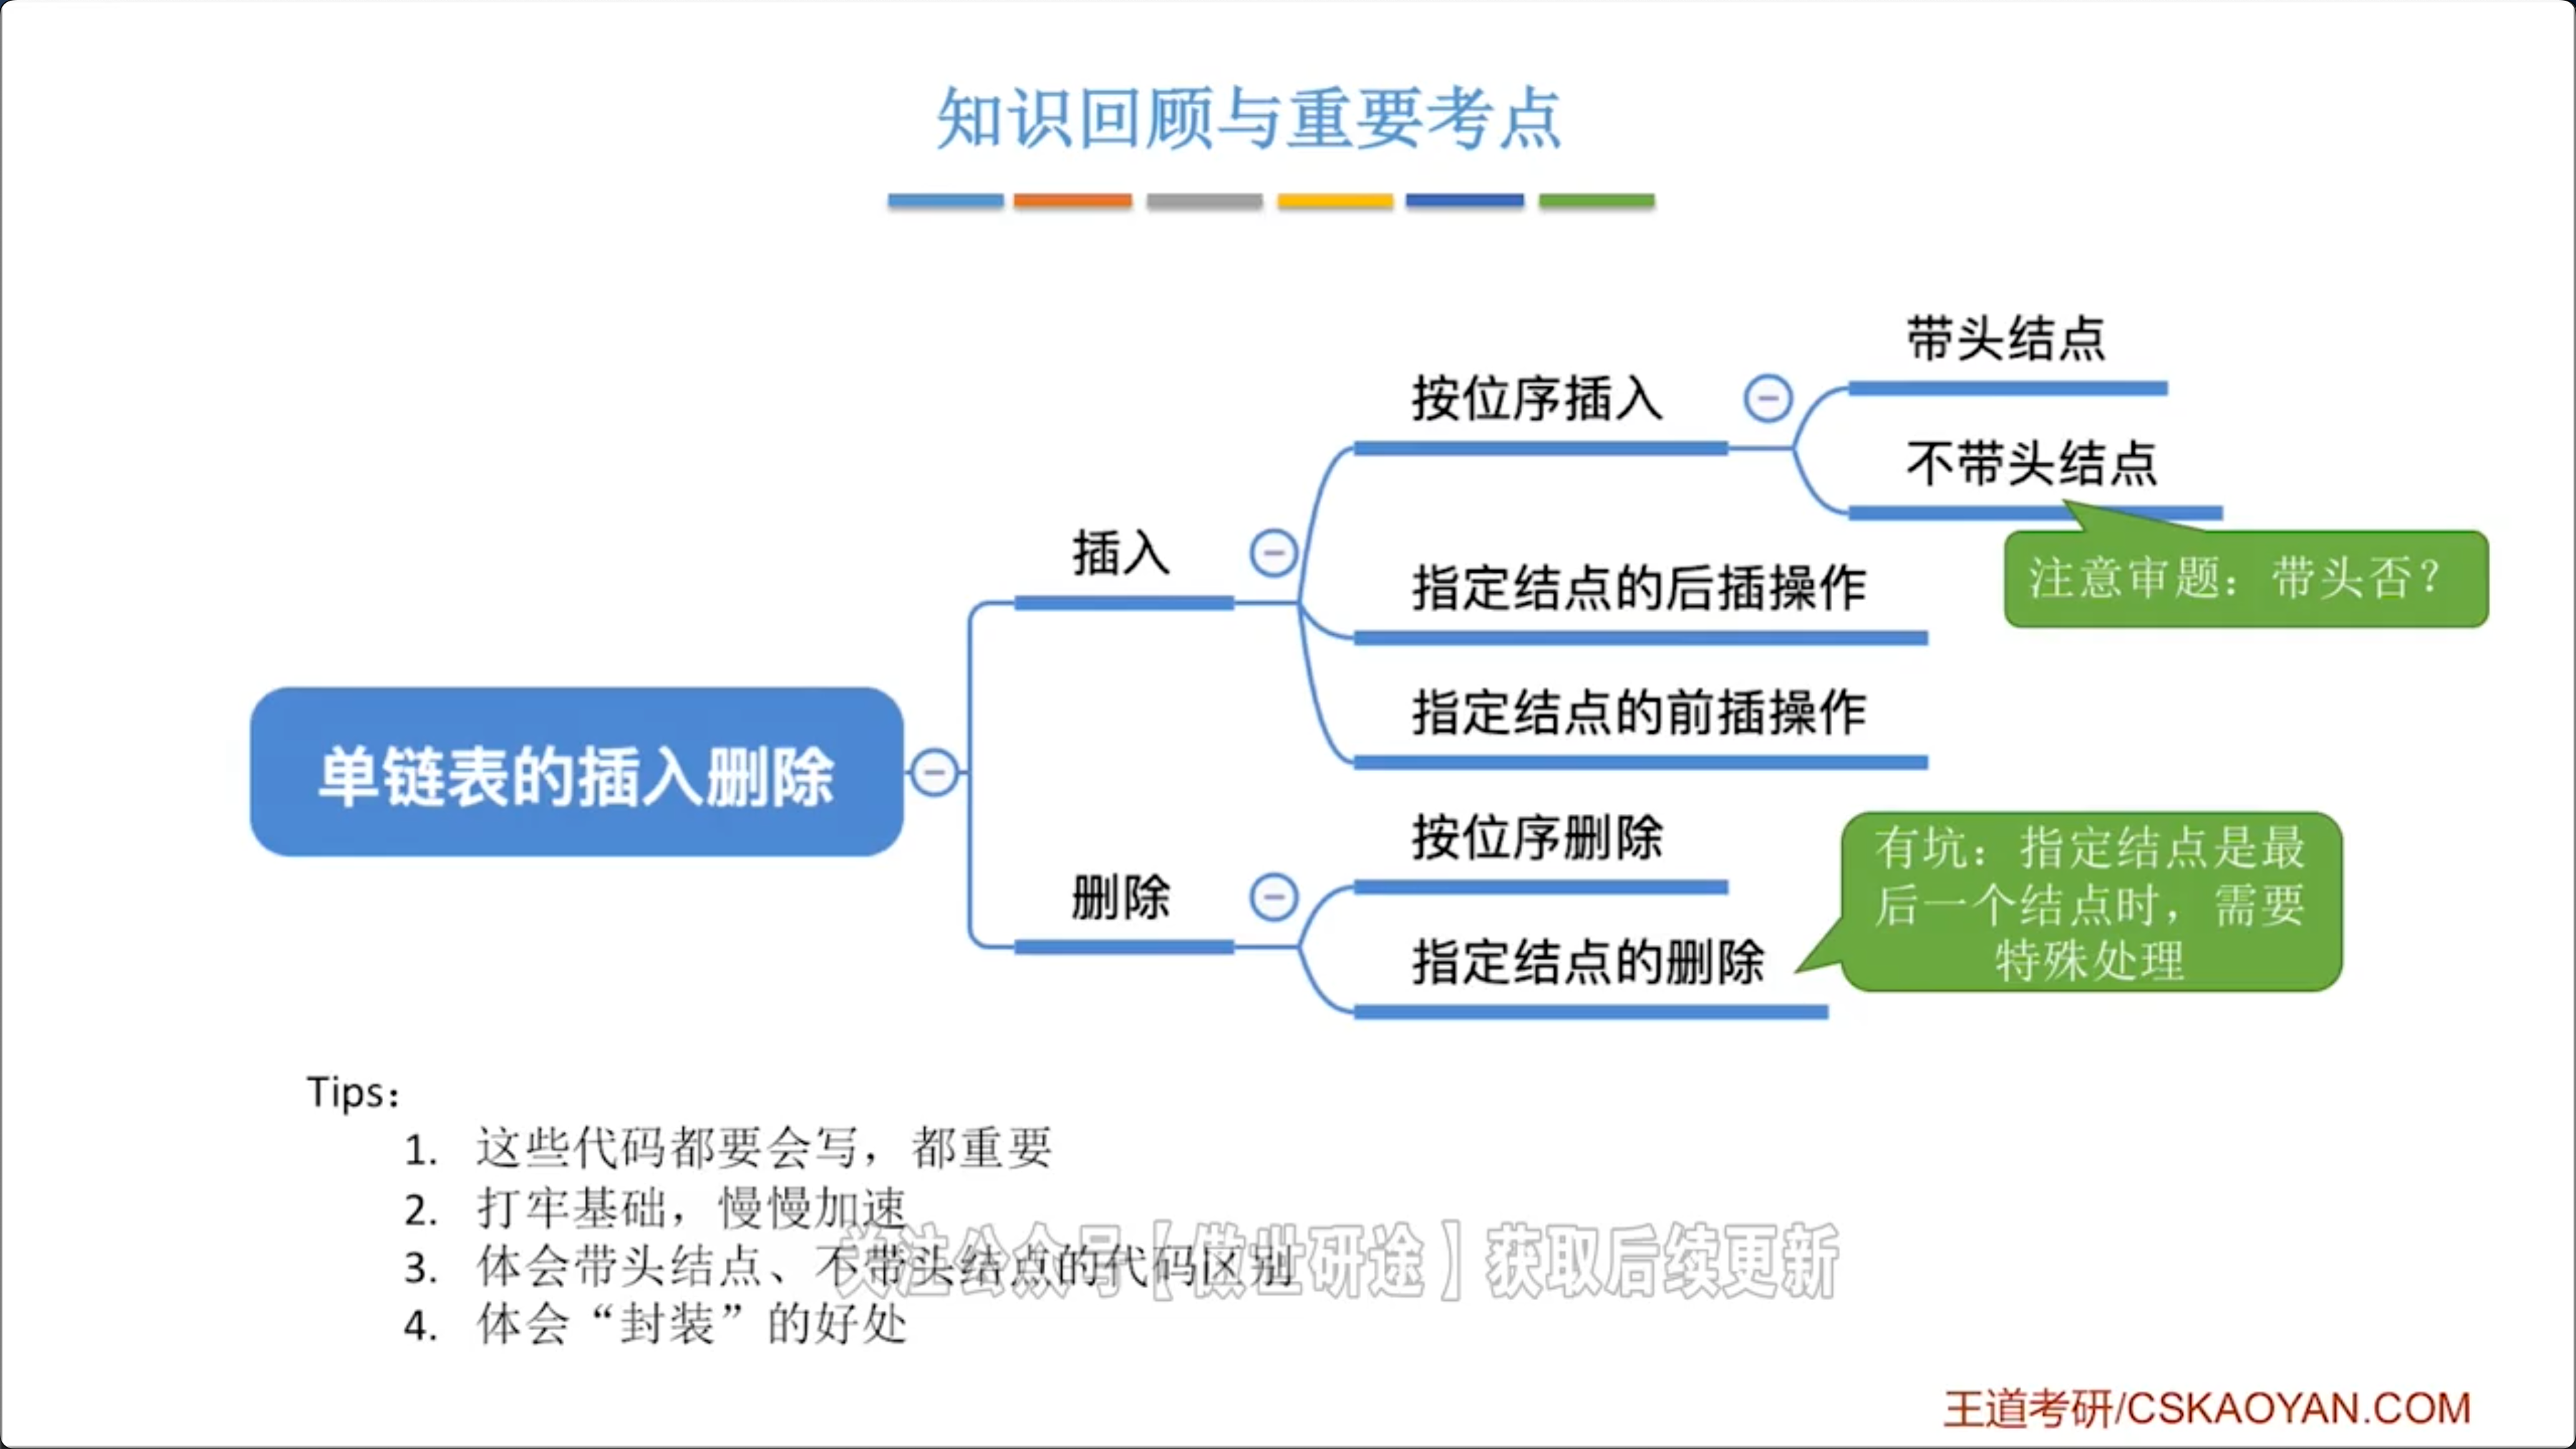 知识回顾与重要考点
带头结点
按位序插入
不带头结点
插入
注意审题：带头否？
指定结点的后插操作
指定结点的前插操作
单链表的插入删除
按位序删除
有坑：指定结点是最
后一个结点时，需要
特殊处理
删除
指定结点的删除
Tips：
1. 这些代码都要会写，都重要
2. 打牢基础，慢慢加速
3. 体会带头结点、不带头结点的代码区别
关注公众号【傲世研途】获取后续更新
4. 体会“封装”的好处
王道考研/CSKAOYAN.COM